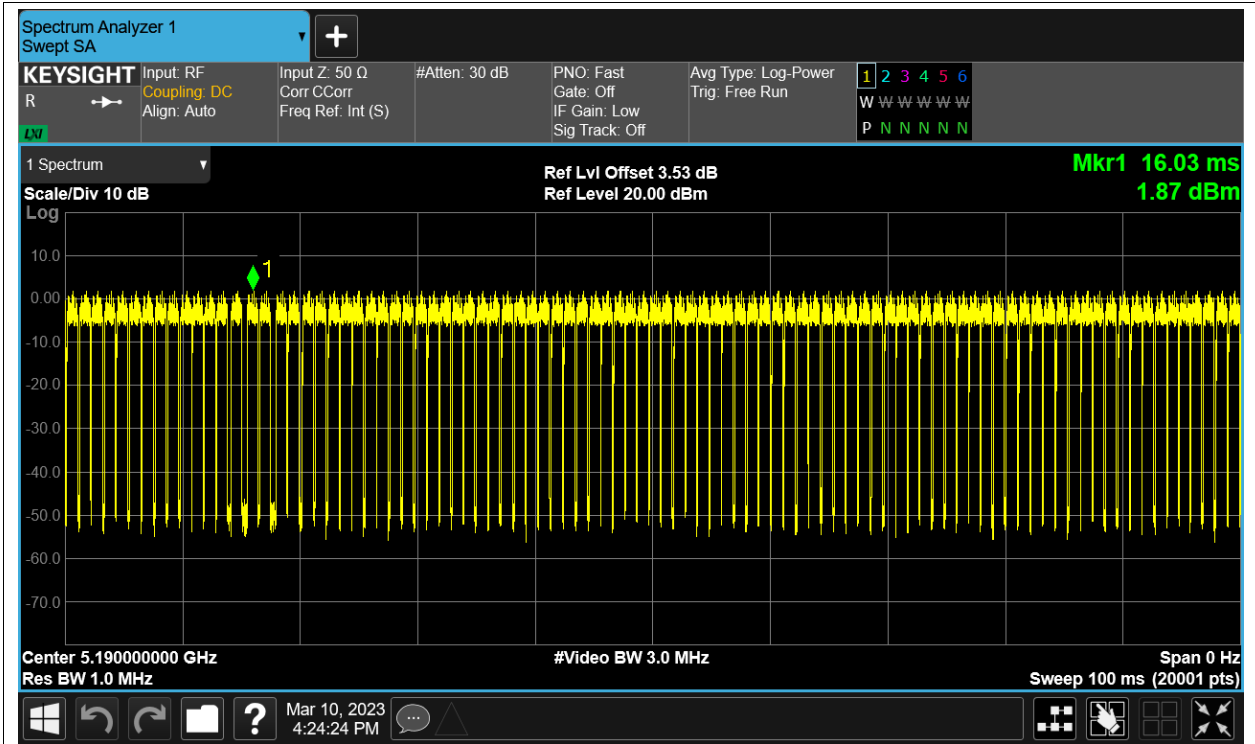 Spectrum Analyzer 1
Swept SA
KEYSIGHT
R
LXI
Input: RF
Coupling: DC
Align: Auto
Input Z: 50 Ω
Corr CCorr
Freq Ref: Int (S)
#Atten: 30 dB
PNO: Fast
Gate: Off
IF Gain: Low
Sig Track: Off
Avg Type: Log-Power
Trig: Free Run
1 2 3 4 5 6
W W W W W W
P N N N N N
1 Spectrum
Scale/Div 10 dB
Log
Ref Lvl Offset 3.53 dB
Ref Level 20.00 dBm
Mkr1 16.03 ms
1.87 dBm
1
10.0
0.00
-10.0
-20.0
-30.0
-40.0
-50.0
-60.0
-70.0
Center 5.190000000 GHz
Res BW 1.0 MHz
#Video BW 3.0 MHz
Span 0 Hz
Sweep 100 ms (20001 pts)
?
Mar 10, 2023
4:24:24 PM